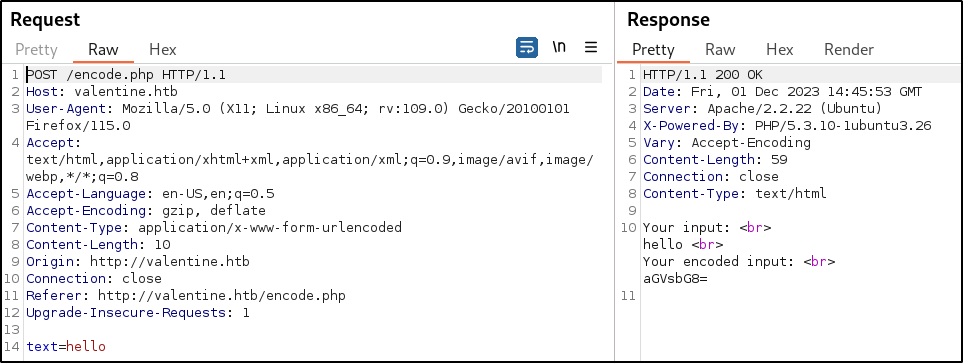 Request
Pretty Raw Hex
\n
1 POST /encode.php HTTP/1.1
2 Host: valentine.htb
3 User-Agent: Mozilla/5.0 (X11; Linux x86_64; rv:109.0) Gecko/20100101
Firefox/115.0
4 Accept:
text/html,application/xhtml+xml,application/xml;q=0.9,image/avif,image/
webp,*/*;q=0.8
5 Accept-Language: en-US,en;q=0.5
6 Accept-Encoding: gzip, deflate
7 Content-Type: application/x-www-form-urlencoded
8 Content-Length: 10
9 Origin: http://valentine.htb
10 Connection: close
11 Referer: http://valentine.htb/encode.php
12 Upgrade-Insecure-Requests: 1
13
14 text=hello
Response
Pretty Raw Hex Render
1 HTTP/1.1 200 OK
2 Date: Fri, 01 Dec 2023 14:45:53 GMT
3 Server: Apache/2.2.22 (Ubuntu)
4 X-Powered-By: PHP/5.3.10-1ubuntu3.26
5 Vary: Accept-Encoding
6 Content-Length: 59
7 Connection: close
8 Content-Type: text/html
9
10 Your input: <br>
hello <br>
Your encoded input: <br>
aGVsbG8=
11